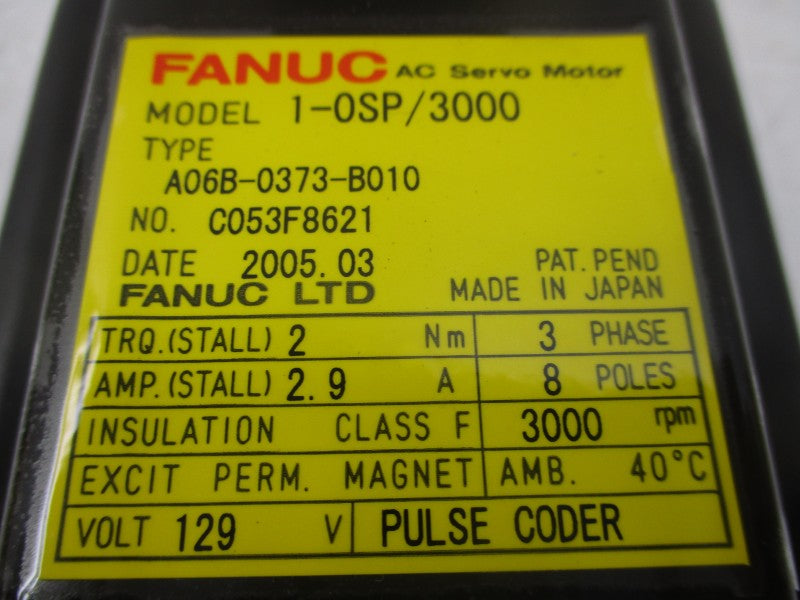 FANUC AC Servo Motor
MODEL 1-0SP/3000
TYPE
A06B-0373-B010
NO. C053F8621
DATE 2005.03 PAT.PEND
FANUC LTD MADE IN JAPAN
TRQ.(STALL) 2 Nm 3 PHASE
AMP.(STALL) 2.9 A 8 POLES
INSULATION CLASS F 3000 rpm
EXCIT PERM. MAGNET AMB. 40°C
VOLT 129 V PULSE CODER